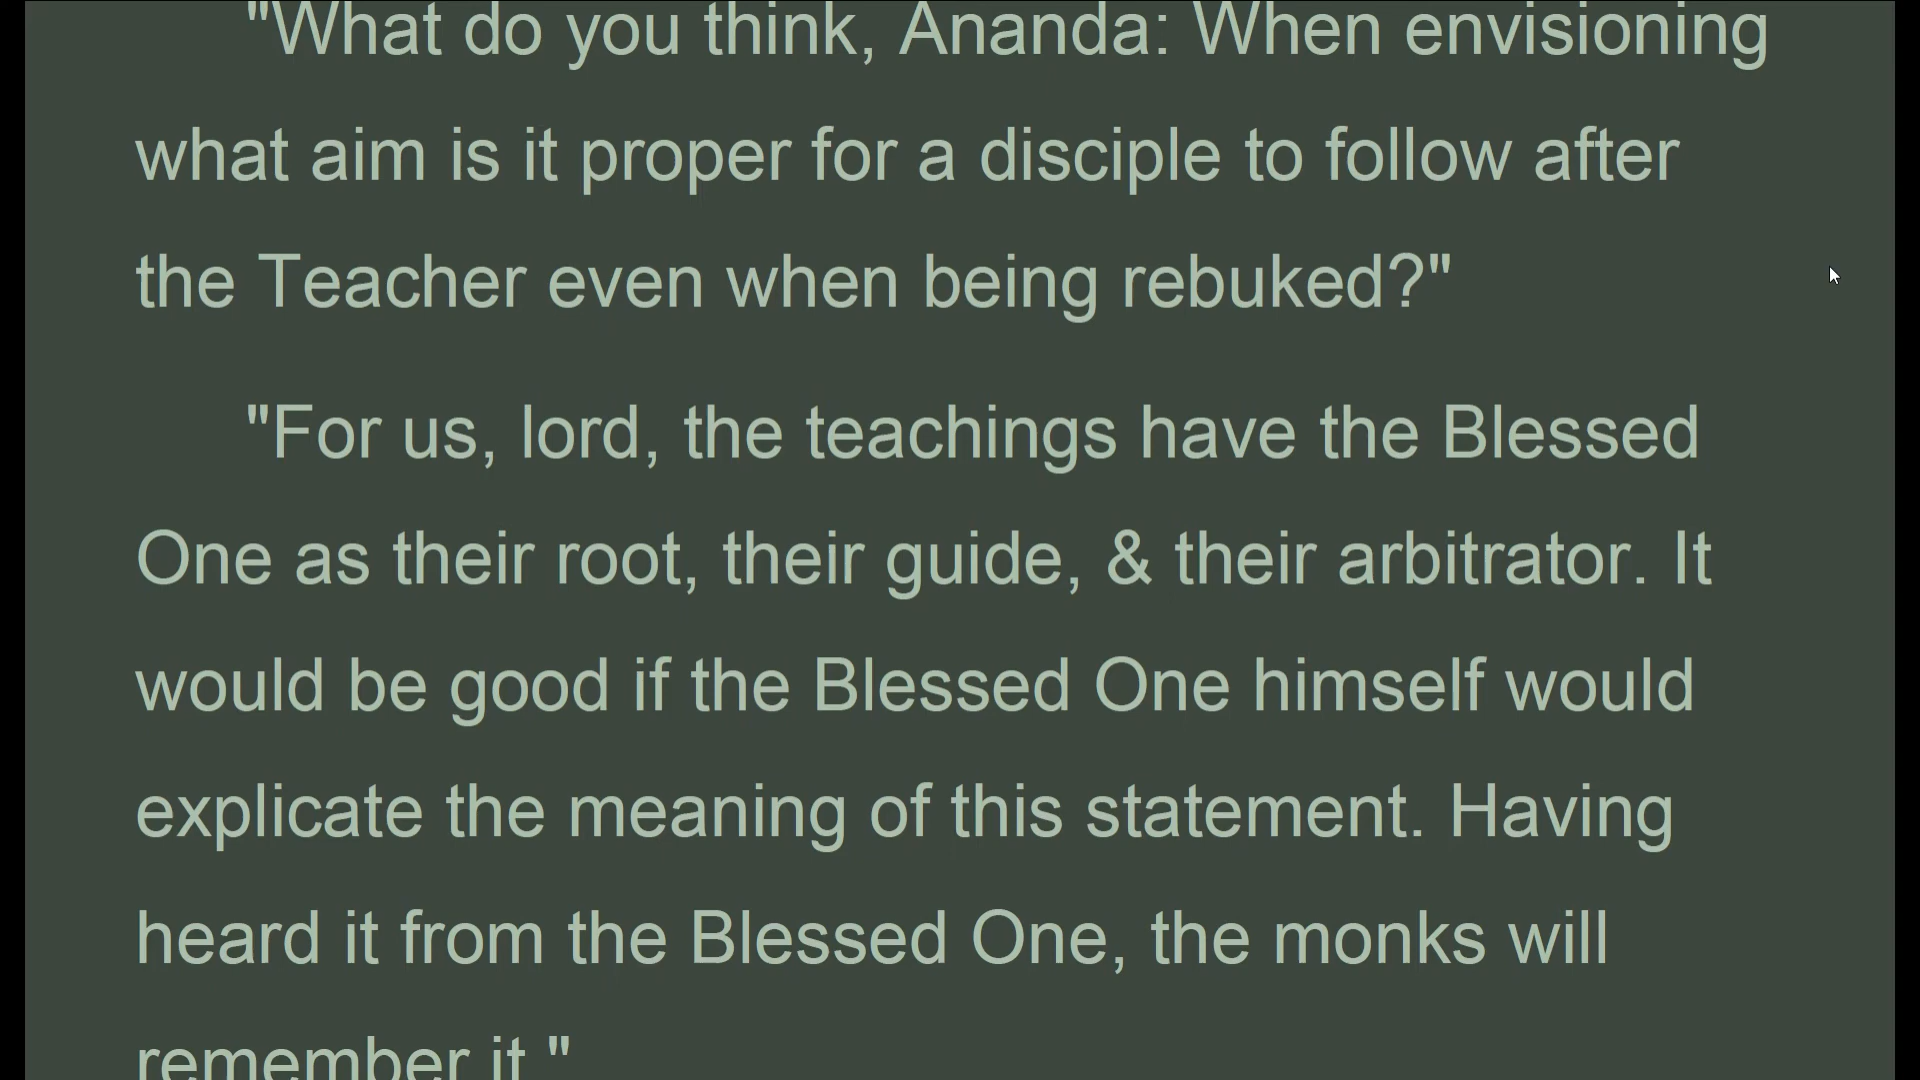 "What do you think, Ananda: When envisioning
what aim is it proper for a disciple to follow after
the Teacher even when being rebuked?"
"For us, lord, the teachings have the Blessed
One as their root, their guide, & their arbitrator. It
would be good if the Blessed One himself would
explicate the meaning of this statement. Having
heard it from the Blessed One, the monks will
remember it."